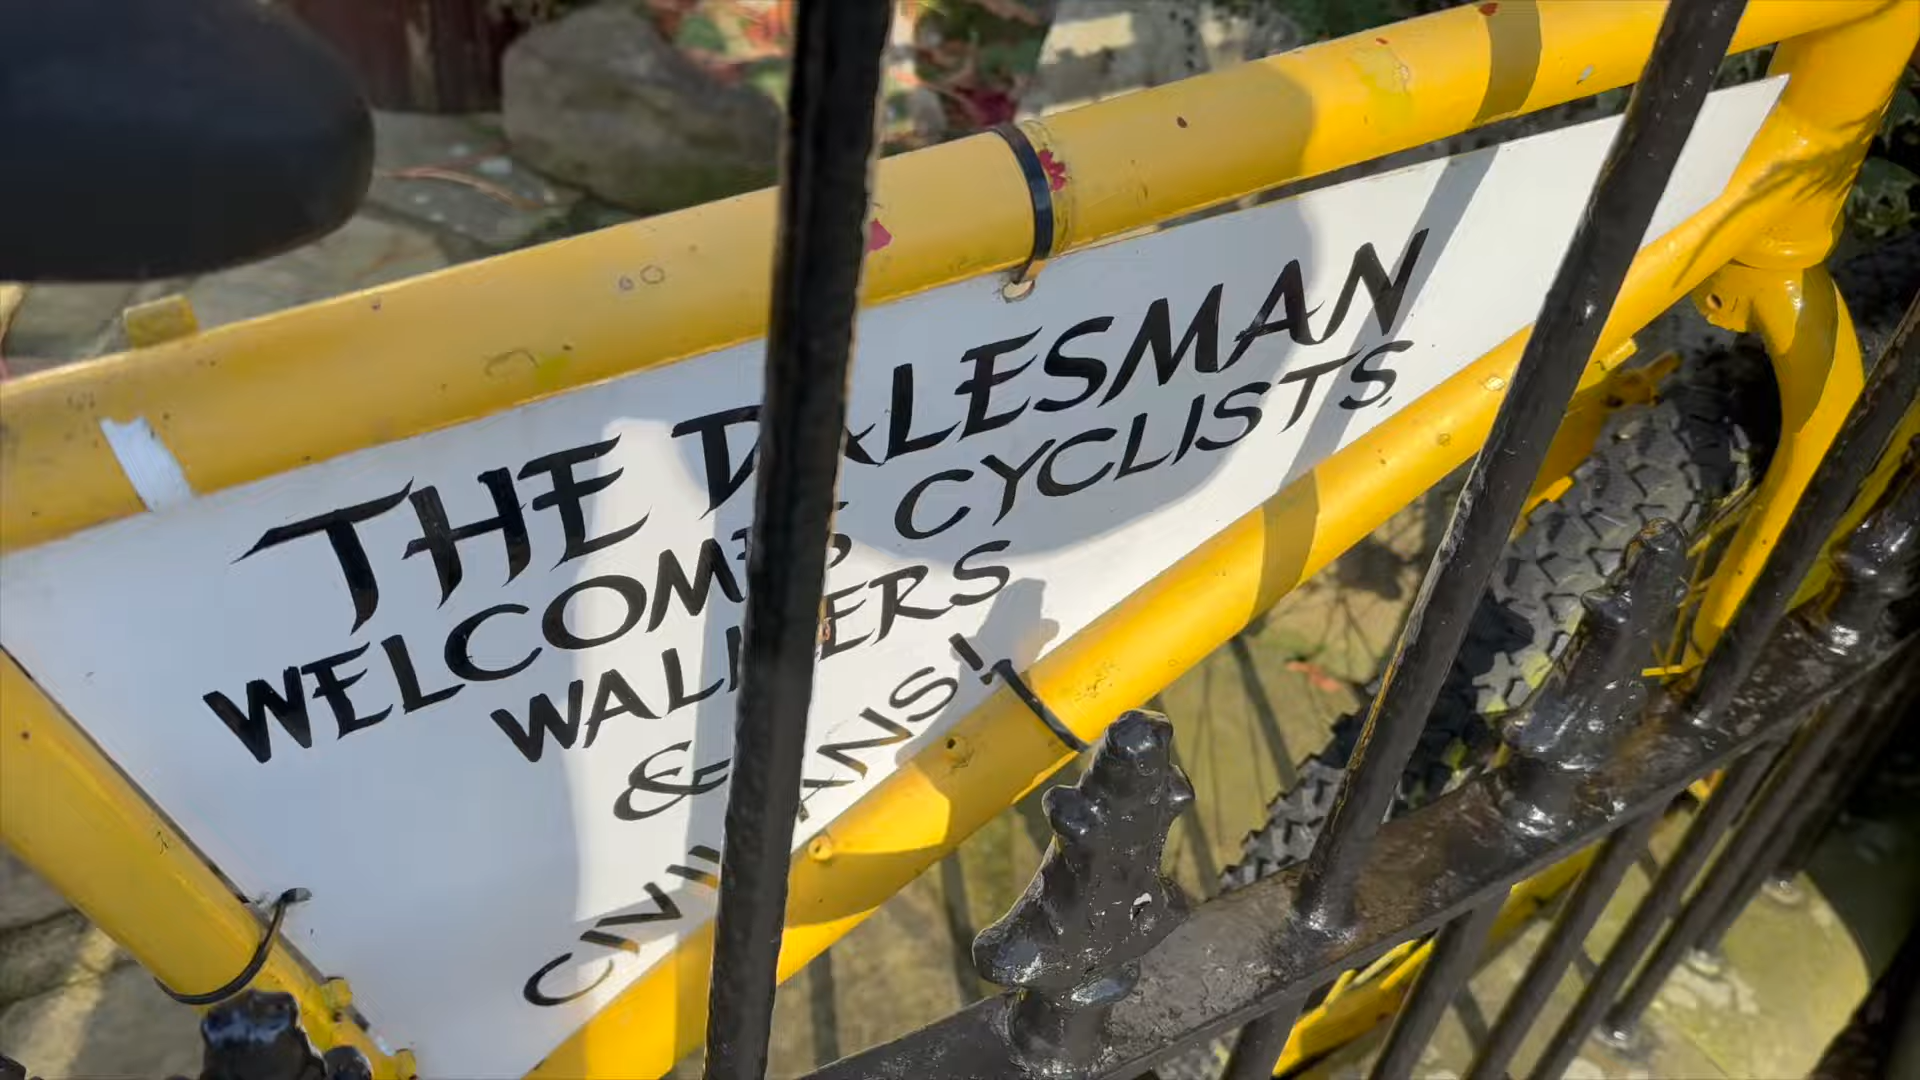 THE DALESMAN
WELCOMES CYCLISTS,
WALKERS
&
CIVILIANS!